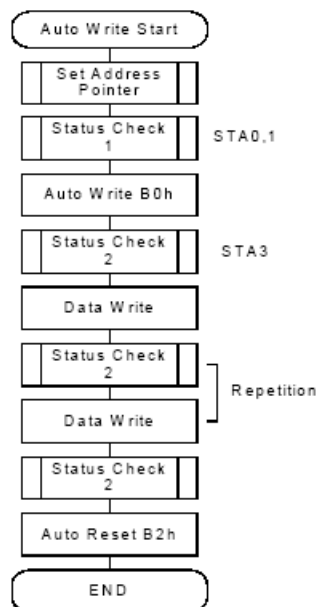 Auto Write Start
Set Address
Pointer
Status Check
1
STA0,1
Auto Write B0h
Status Check
2
STA3
Data Write
Status Check
2
Repetition
Data Write
Status Check
2
Auto Reset B2h
END